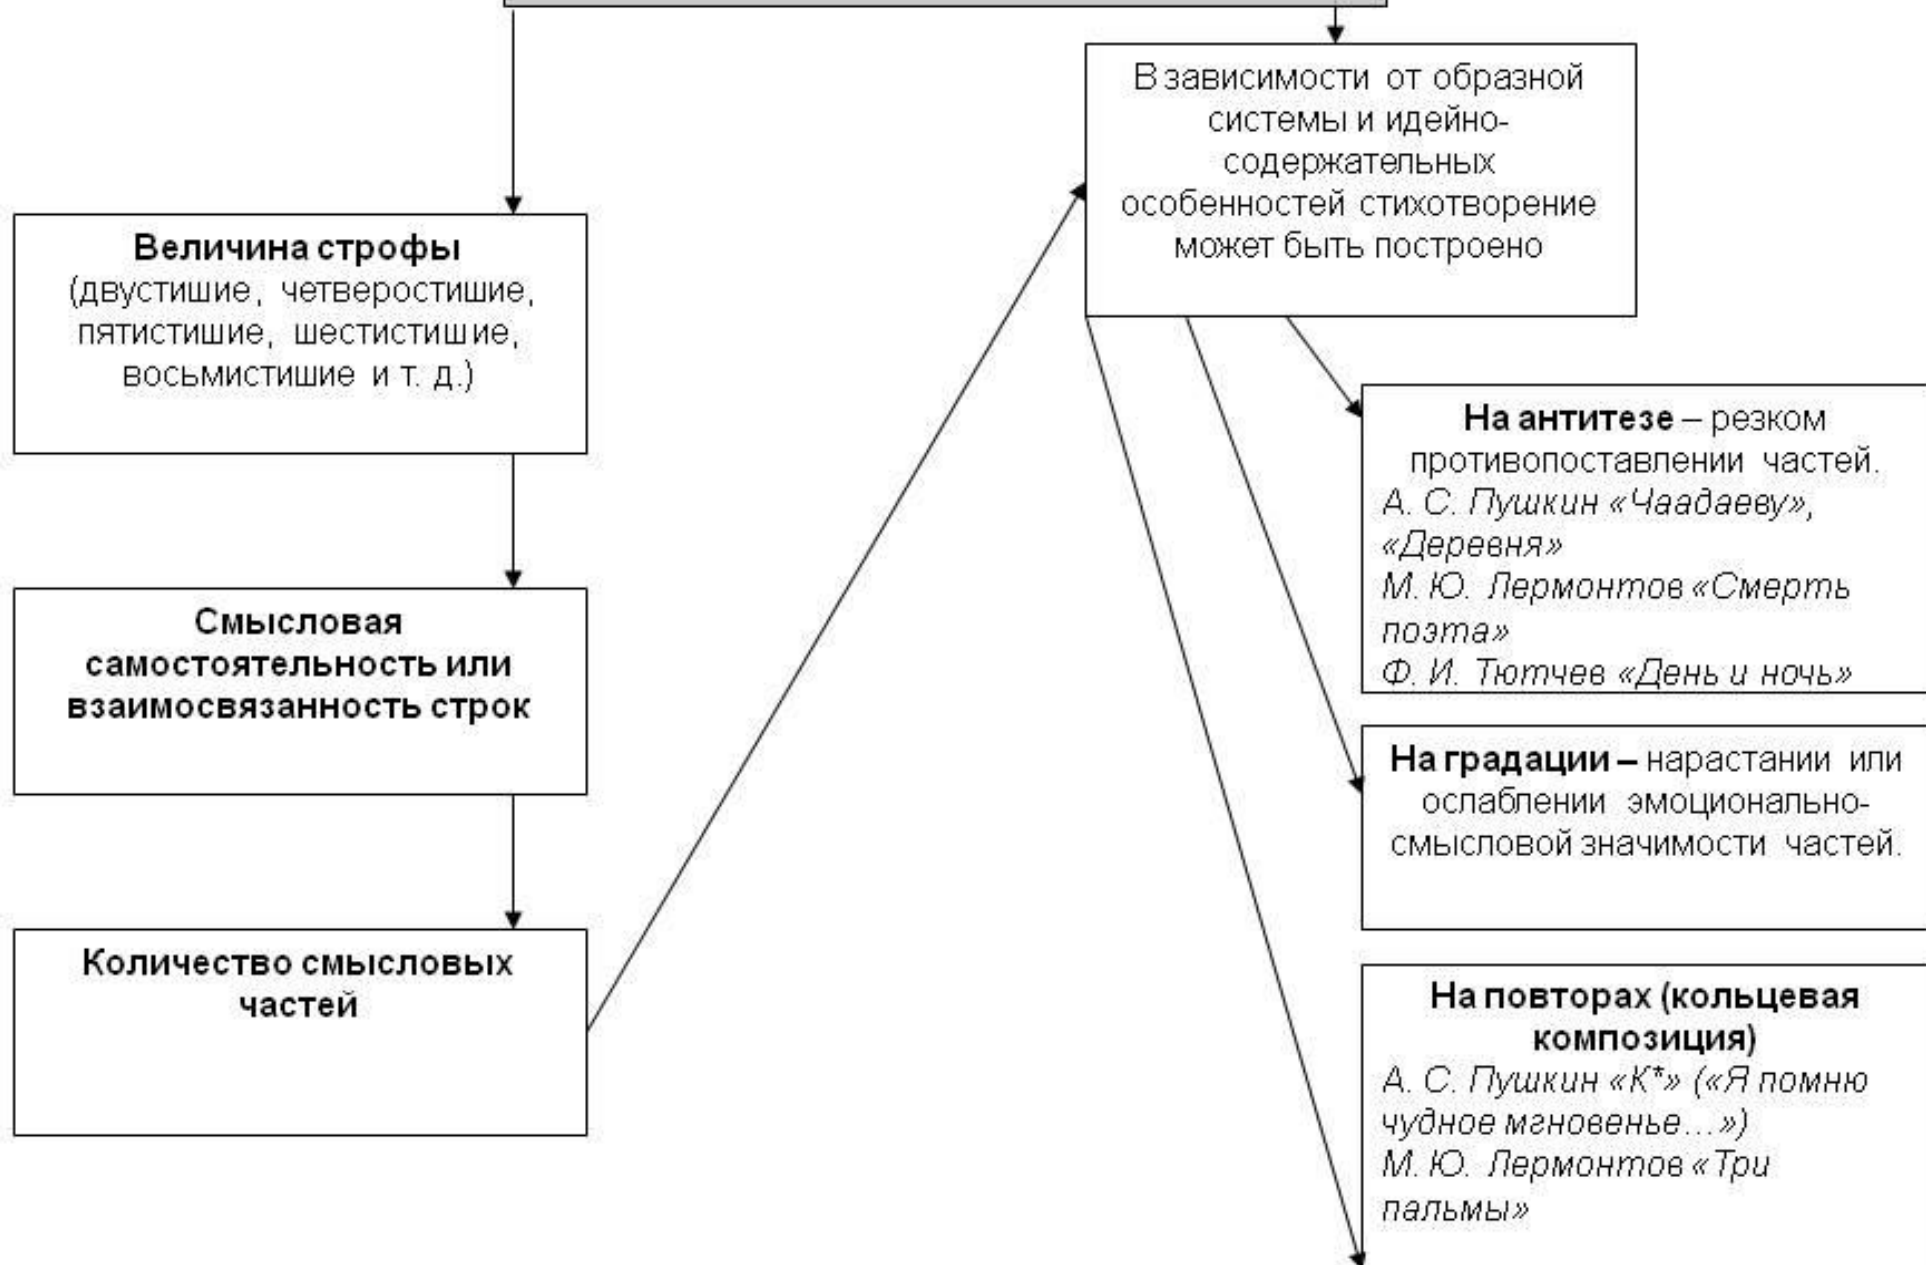 Величина строфы
(двустишие, четверостишие,
пятистишие, шестистишие,
восьмистишие и т. д.)
Смысловая
самостоятельность или
взаимосвязанность строк
Количество смысловых
частей
В зависимости от образной
системы и идейно-
содержательных
особенностей стихотворение
может быть построено
На антитезе – резком
противопоставлении частей.
А. С. Пушкин «Чаадаеву»,
«Деревня»
М. Ю. Лермонтов «Смерть
поэта»
Ф. И. Тютчев «День и ночь»
На градации – нарастании или
ослаблении эмоционально-
смысловой значимости частей.
На повторах (кольцевая
композиция)
А. С. Пушкин «К*» («Я помню
чудное мгновенье…»)
М. Ю. Лермонтов «Три
пальмы»